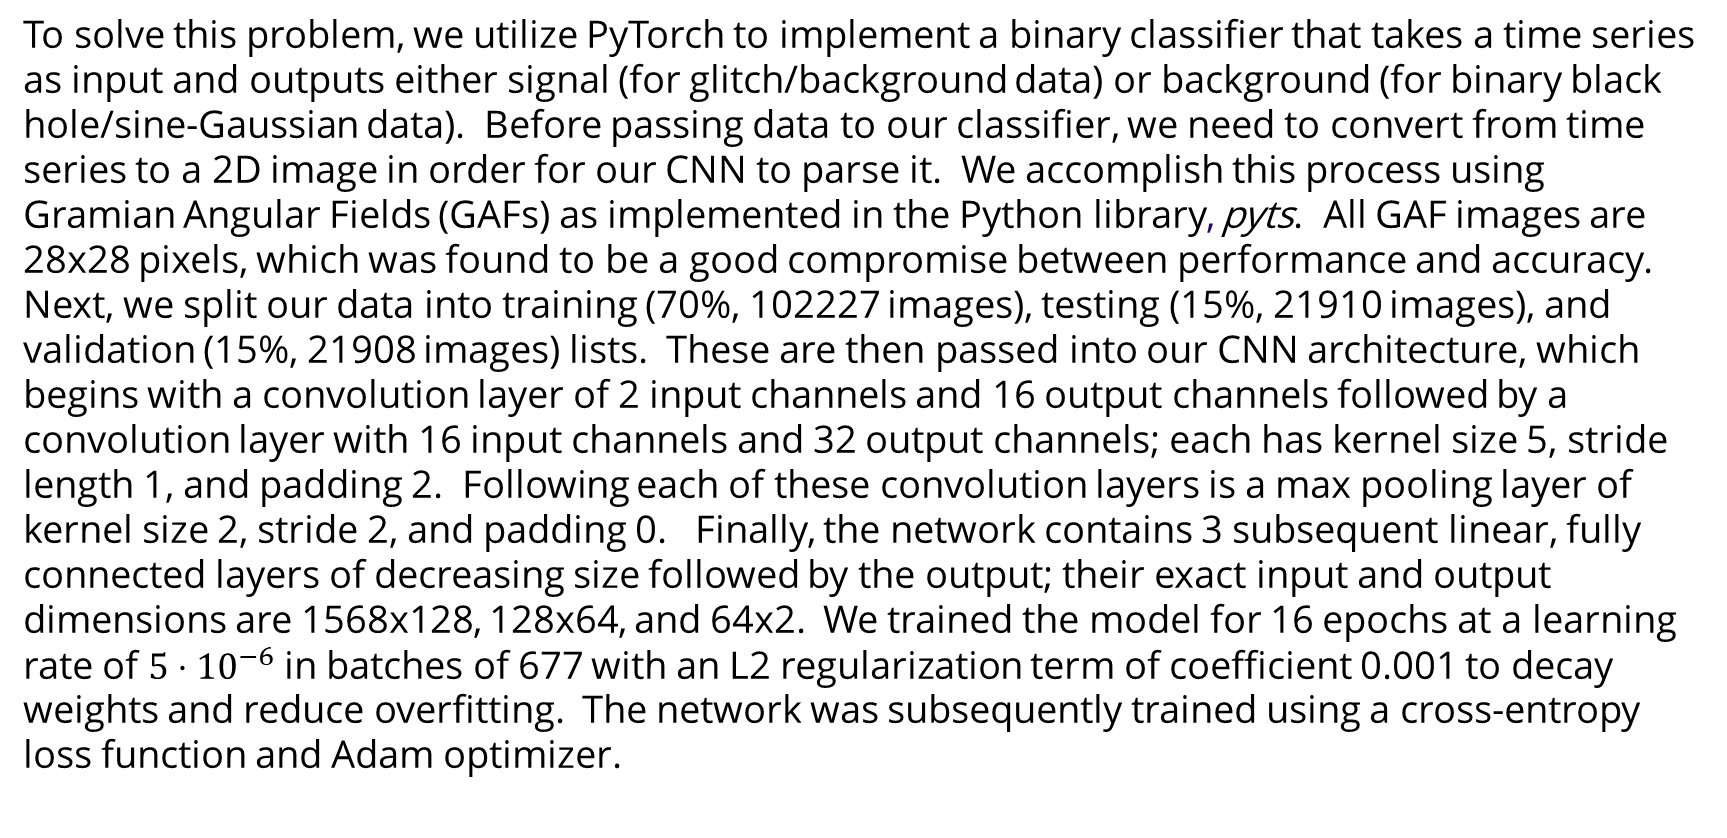 To solve this problem, we utilize PyTorch to implement a binary classifier that takes a time series
as input and outputs either signal (for glitch/background data) or background (for binary black
hole/sine-Gaussian data).  Before passing data to our classifier, we need to convert from time
series to a 2D image in order for our CNN to parse it.  We accomplish this process using
Gramian Angular Fields (GAFs) as implemented in the Python library, pyts.  All GAF images are
28x28 pixels, which was found to be a good compromise between performance and accuracy.
Next, we split our data into training (70%, 102227 images), testing (15%, 21910 images), and
validation (15%, 21908 images) lists.  These are then passed into our CNN architecture, which
begins with a convolution layer of 2 input channels and 16 output channels followed by a
convolution layer with 16 input channels and 32 output channels; each has kernel size 5, stride
length 1, and padding 2.  Following each of these convolution layers is a max pooling layer of
kernel size 2, stride 2, and padding 0.   Finally, the network contains 3 subsequent linear, fully
connected layers of decreasing size followed by the output; their exact input and output
dimensions are 1568x128, 128x64, and 64x2.  We trained the model for 16 epochs at a learning
rate of 5 · 10⁻⁶ in batches of 677 with an L2 regularization term of coefficient 0.001 to decay
weights and reduce overfitting.  The network was subsequently trained using a cross-entropy
loss function and Adam optimizer.